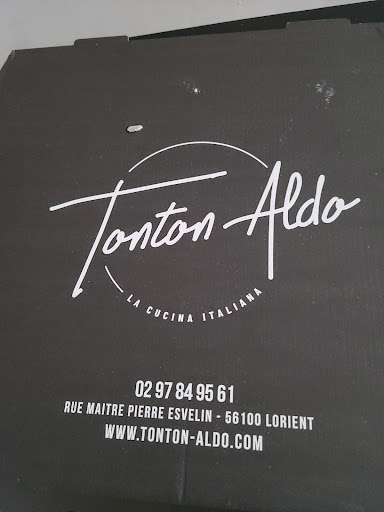 Tonton Aldo
LA CUCINA ITALIANA
02 97 84 95 61
RUE MAITRE PIERRE ESVELIN - 56100 LORIENT
WWW.TONTON-ALDO.COM